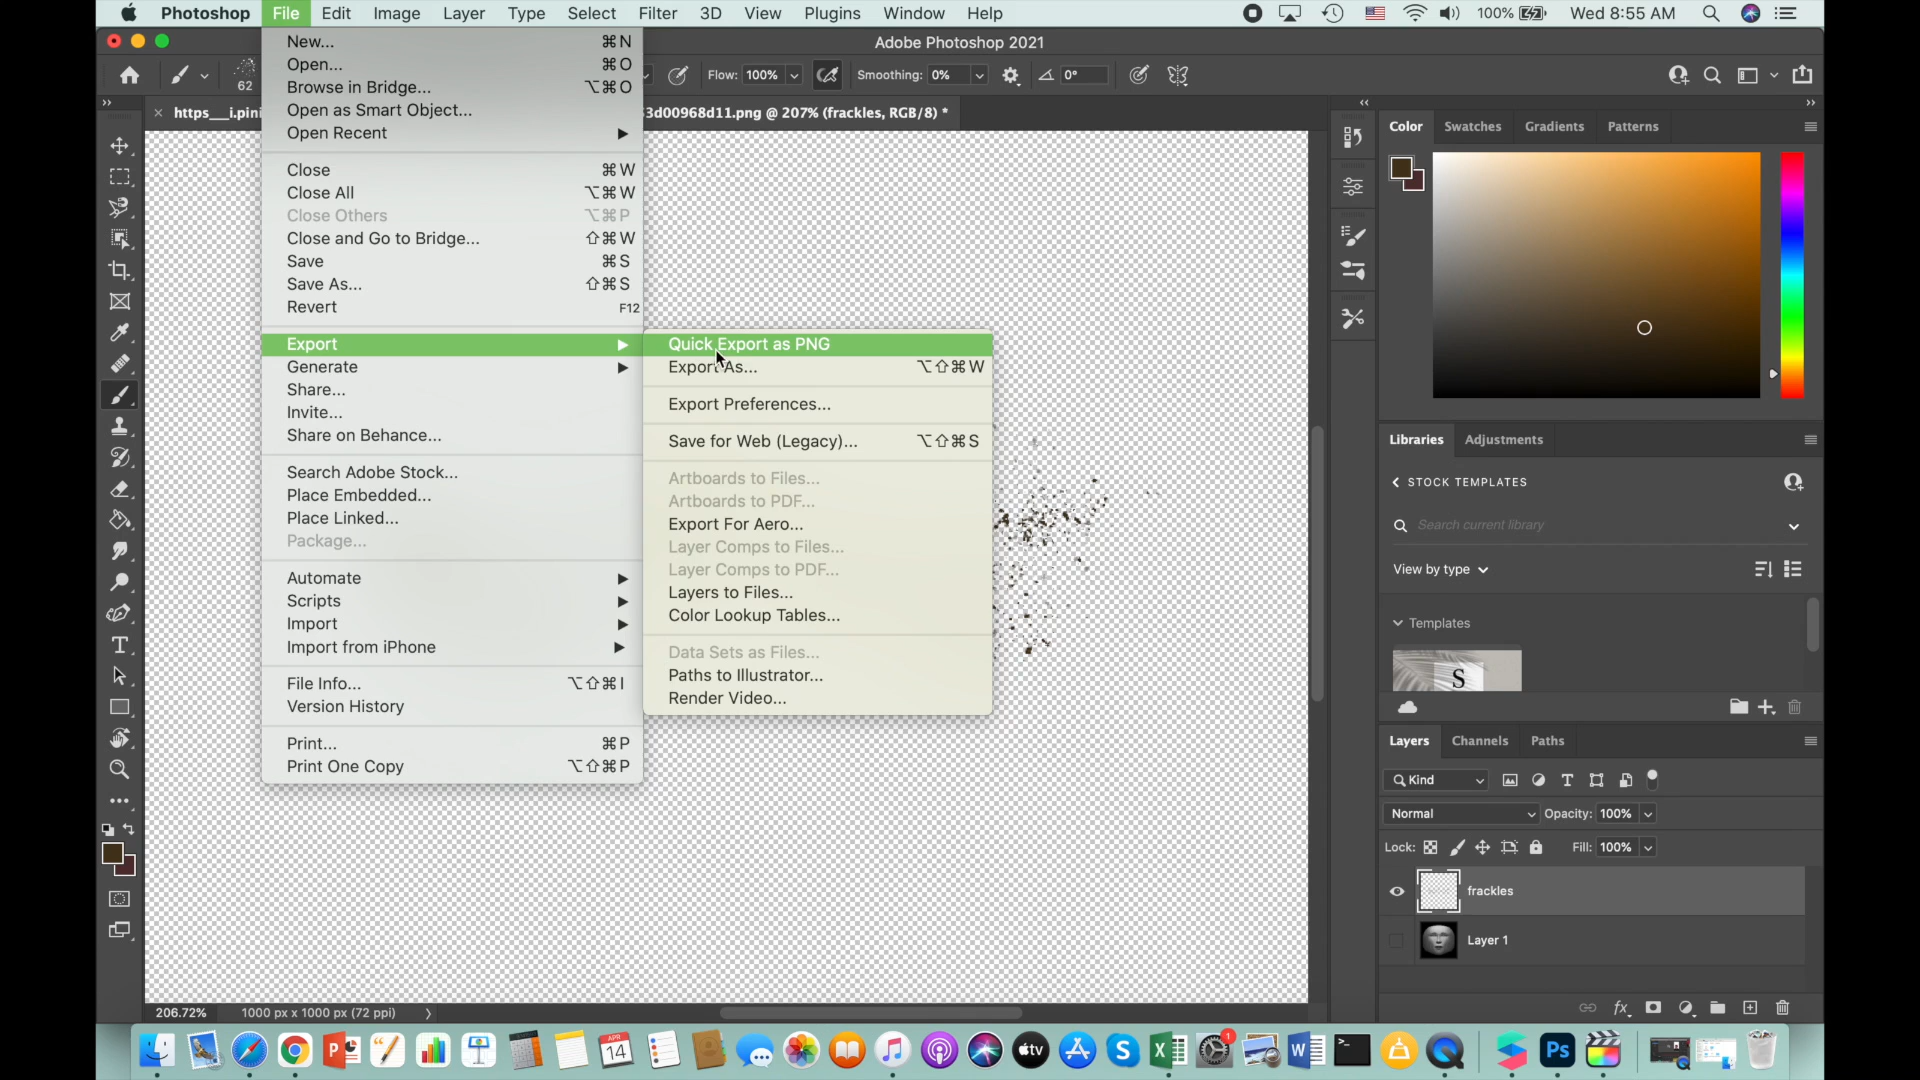 Photoshop File Edit Image Layer Type Select Filter 3D View Plugins Window Help 100% Wed 8:55 AM
Adobe Photoshop 2021
62 Flow: 100% Smoothing: 0% 0°
https___i.pini 3d00968d11.png @ 207% (frackles, RGB/8) *
New... ⌘N
Open... ⌘O
Browse in Bridge... ⌥⌘O
Open as Smart Object...
Open Recent
Close ⌘W
Close All ⌥⌘W
Close Others ⌥⌘P
Close and Go to Bridge... ⇧⌘W
Save ⌘S
Save As... ⇧⌘S
Revert F12
Export
Generate
Share...
Invite...
Share on Behance...
Search Adobe Stock...
Place Embedded...
Place Linked...
Package...
Automate
Scripts
Import
Import from iPhone
File Info... ⌥⇧⌘I
Version History
Print... ⌘P
Print One Copy ⌥⇧⌘P
Quick Export as PNG
Export As... ⌥⇧⌘W
Export Preferences...
Save for Web (Legacy)... ⌥⇧⌘S
Artboards to Files...
Artboards to PDF...
Export For Aero...
Layer Comps to Files...
Layer Comps to PDF...
Layers to Files...
Color Lookup Tables...
Data Sets as Files...
Paths to Illustrator...
Render Video...
Color Swatches Gradients Patterns
Libraries Adjustments
STOCK TEMPLATES
Search current library
View by type
Templates
S
Layers Channels Paths
Kind
Normal Opacity: 100%
Lock: Fill: 100%
frackles
Layer 1
206.72% 1000 px x 1000 px (72 ppi)
APR
14
tv
1
Ps